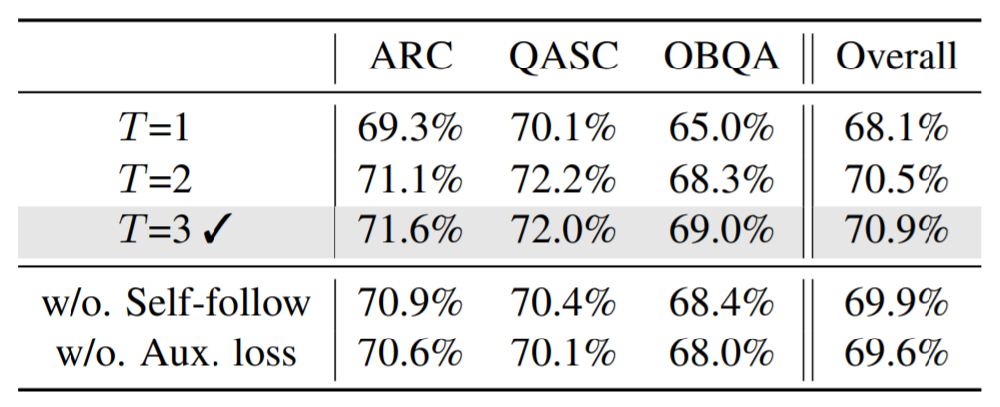 ARC QASC OBQA Overall
T=1 69.3% 70.1% 65.0% 68.1%
T=2 71.1% 72.2% 68.3% 70.5%
T=3 ✓ 71.6% 72.0% 69.0% 70.9%
w/o. Self-follow 70.9% 70.4% 68.4% 69.9%
w/o. Aux. loss 70.6% 70.1% 68.0% 69.6%